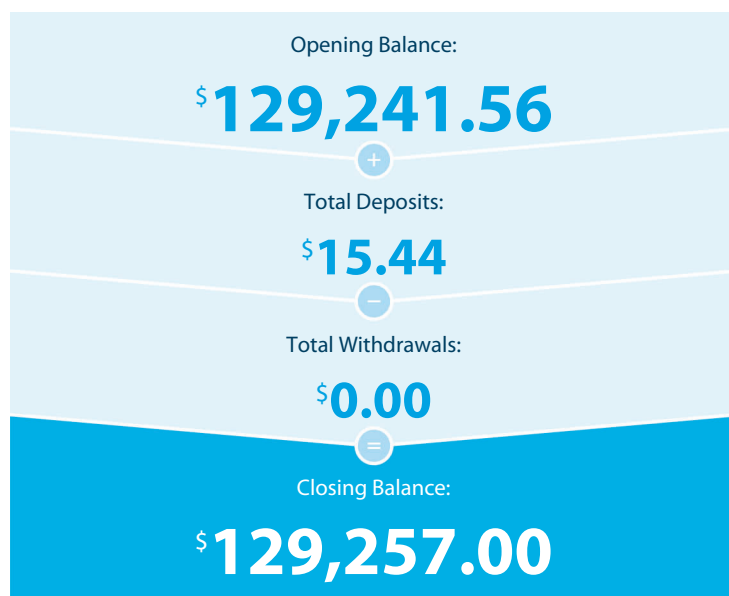 Opening Balance:
$129,241.56
+
Total Deposits:
$15.44
−
Total Withdrawals:
$0.00
=
Closing Balance:
$129,257.00